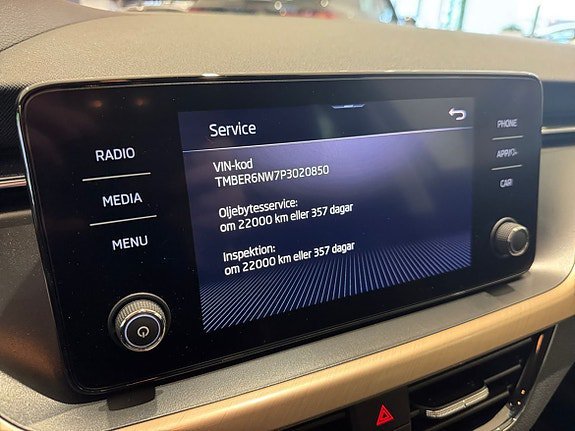 RADIO
MEDIA
MENU
Service
VIN-kod
TMBER6NW7P3020850
Oljebytesservice:
om 22000 km eller 357 dagar
Inspektion:
om 22000 km eller 357 dagar
PHONE
CAR